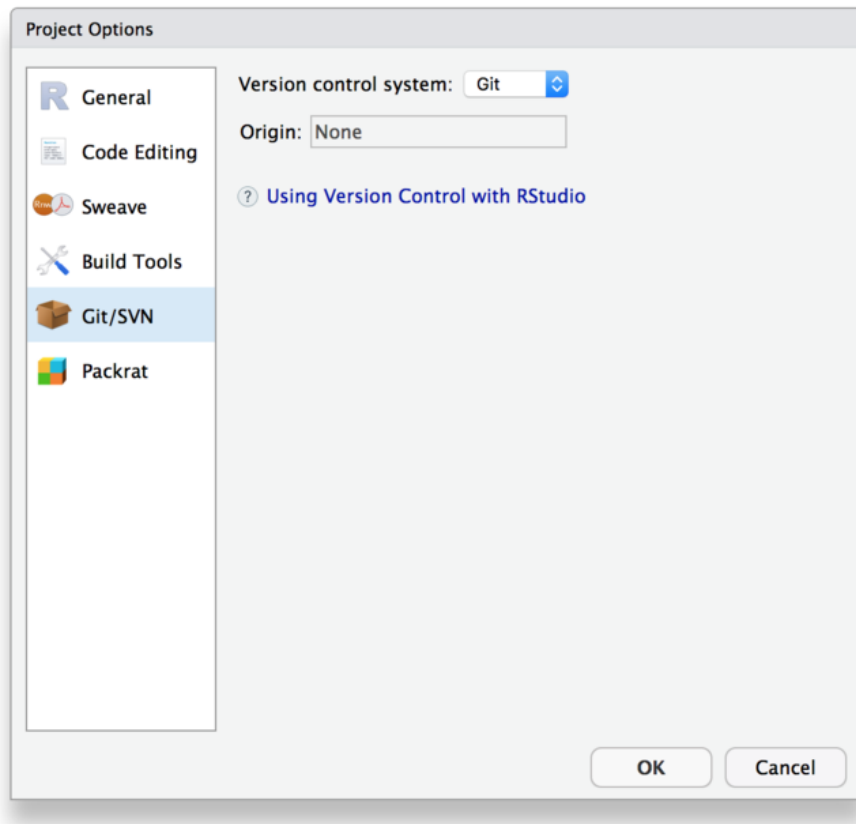 Project Options
General
Code Editing
Sweave
Build Tools
Git/SVN
Packrat
Version control system: Git
Origin: None
? Using Version Control with RStudio
OK Cancel